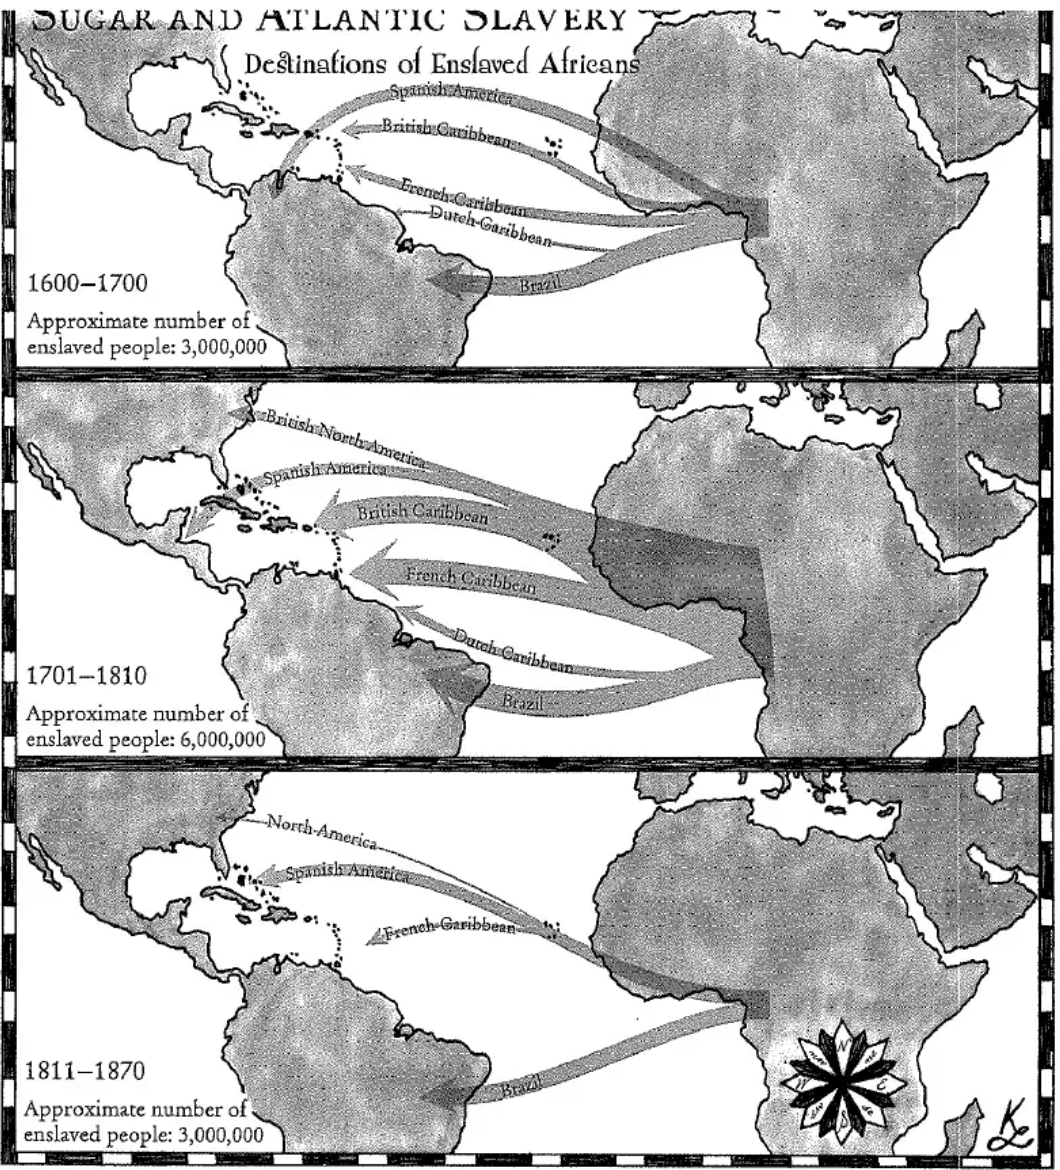 SUGAR AND ATLANTIC SLAVERY
Destinations of Enslaved Africans
Spanish America
British Caribbean
French Caribbean
Dutch Caribbean
Brazil
1600–1700
Approximate number of
enslaved people: 3,000,000
British North America
Spanish America
British Caribbean
French Caribbean
Dutch Caribbean
Brazil
1701–1810
Approximate number of
enslaved people: 6,000,000
North America
Spanish America
French Caribbean
Brazil
1811–1870
Approximate number of
enslaved people: 3,000,000
N
E
S
W